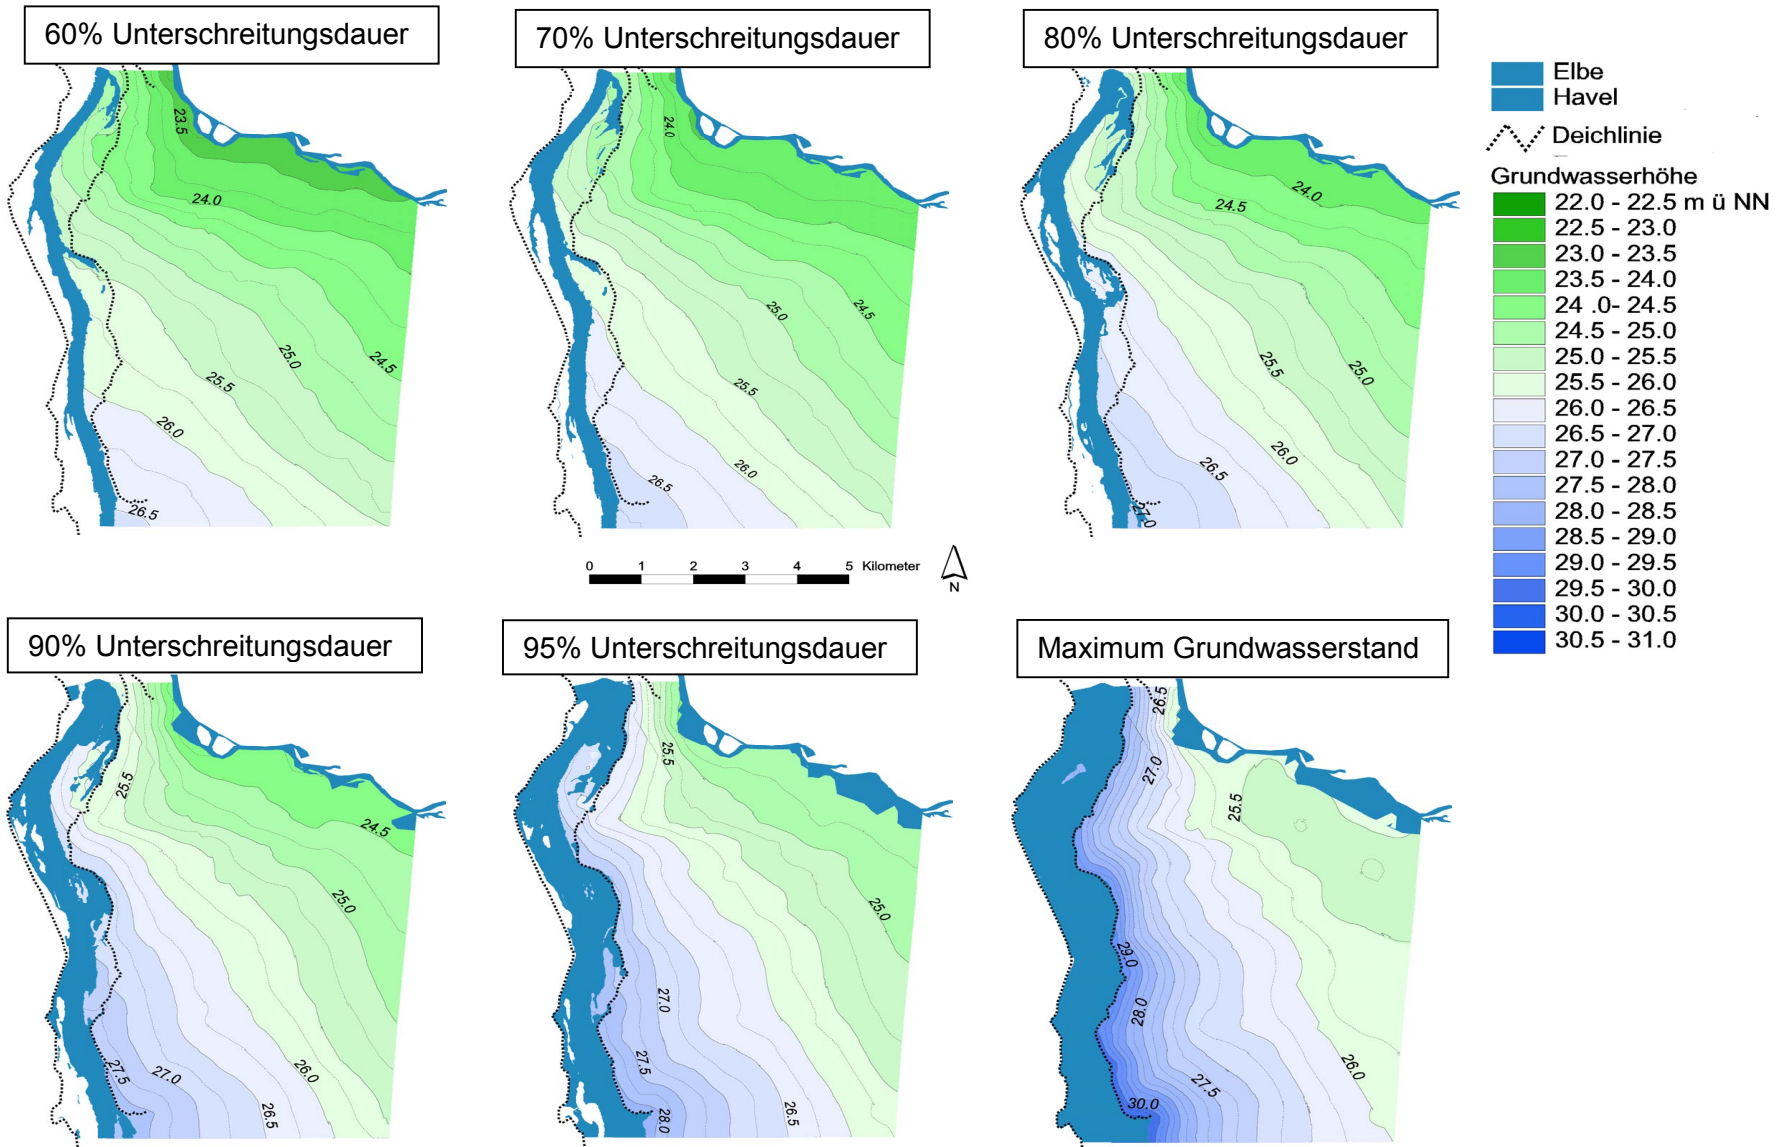 60% Unterschreitungsdauer
70% Unterschreitungsdauer
80% Unterschreitungsdauer
Elbe
Havel
Deichlinie
Grundwasserhöhe
22.0 - 22.5 m ü NN
22.5 - 23.0
23.0 - 23.5
23.5 - 24.0
24 .0- 24.5
24.5 - 25.0
25.0 - 25.5
25.5 - 26.0
26.0 - 26.5
26.5 - 27.0
27.0 - 27.5
27.5 - 28.0
28.0 - 28.5
28.5 - 29.0
29.0 - 29.5
29.5 - 30.0
30.0 - 30.5
30.5 - 31.0
23.5
24.0
24.5
25.0
25.5
26.0
26.5
24.0
24.5
25.0
25.5
26.0
26.5
24.0
24.5
25.0
25.5
26.0
26.5
27.0
0 1 2 3 4 5 Kilometer
N
90% Unterschreitungsdauer
95% Unterschreitungsdauer
Maximum Grundwasserstand
25.5
24.5
25.0
26.0
27.5
27.0
26.5
25.5
25.0
27.0
27.5
28.0
26.5
26.5
27.0
25.5
29.0
28.0
26.0
27.5
30.0